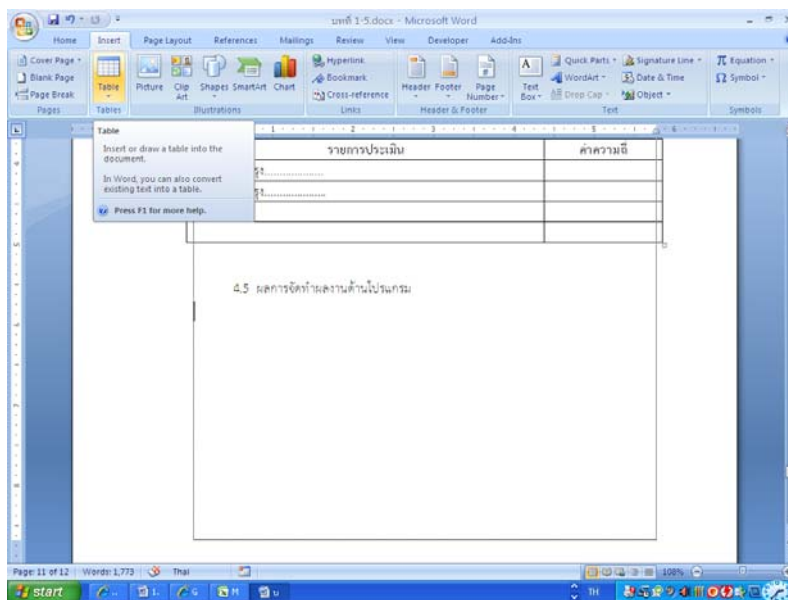 บทที่ 1-5.docx - Microsoft Word
Home Insert Page Layout References Mailings Review View Developer Add-Ins
Cover Page
Blank Page
Page Break
Pages
Table
Tables
Picture Clip Art Shapes SmartArt Chart
Illustrations
Hyperlink
Bookmark
Cross-reference
Links
Header Footer Page Number
Header & Footer
Text Box
Quick Parts
WordArt
Drop Cap
Signature Line
Date & Time
Object
Text
Equation
Symbol
Symbols
Table
Insert or draw a table into the
document.
In Word, you can also convert
existing text into a table.
Press F1 for more help.
รายการประเมิน ค่าความถี่
4.5 ผลการจัดทำผลงานด้านโปรแกรม
Page: 11 of 12 Words: 1,773 Thai 108%
start TH